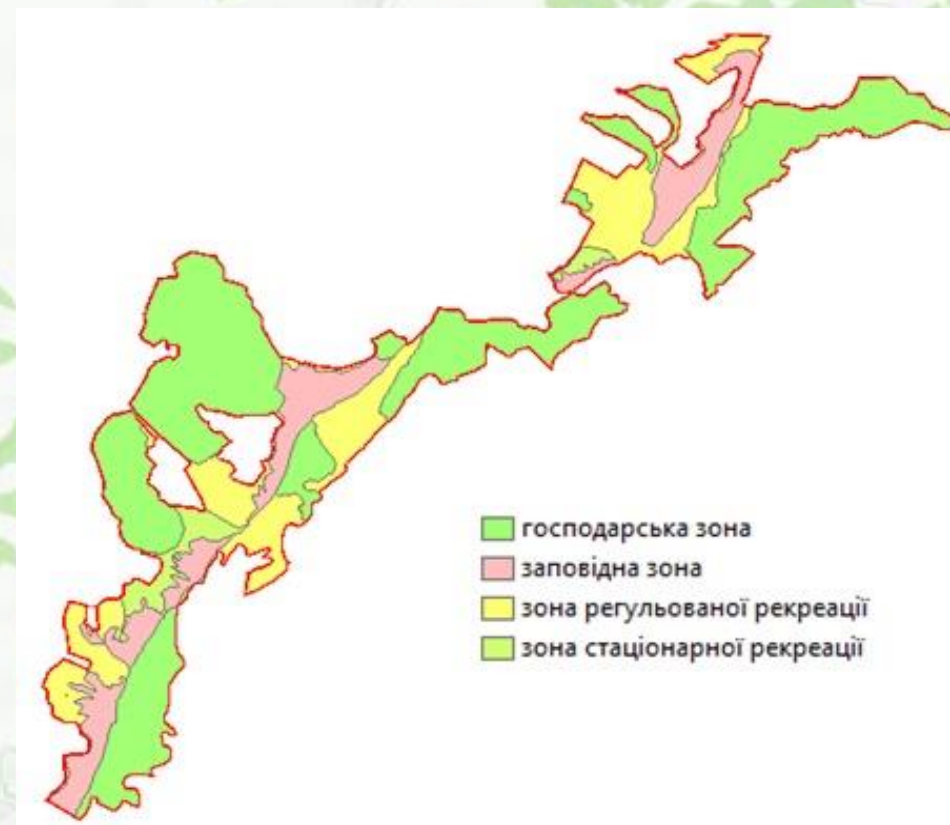 господарська зона
заповідна зона
зона регульованої рекреації
зона стаціонарної рекреації